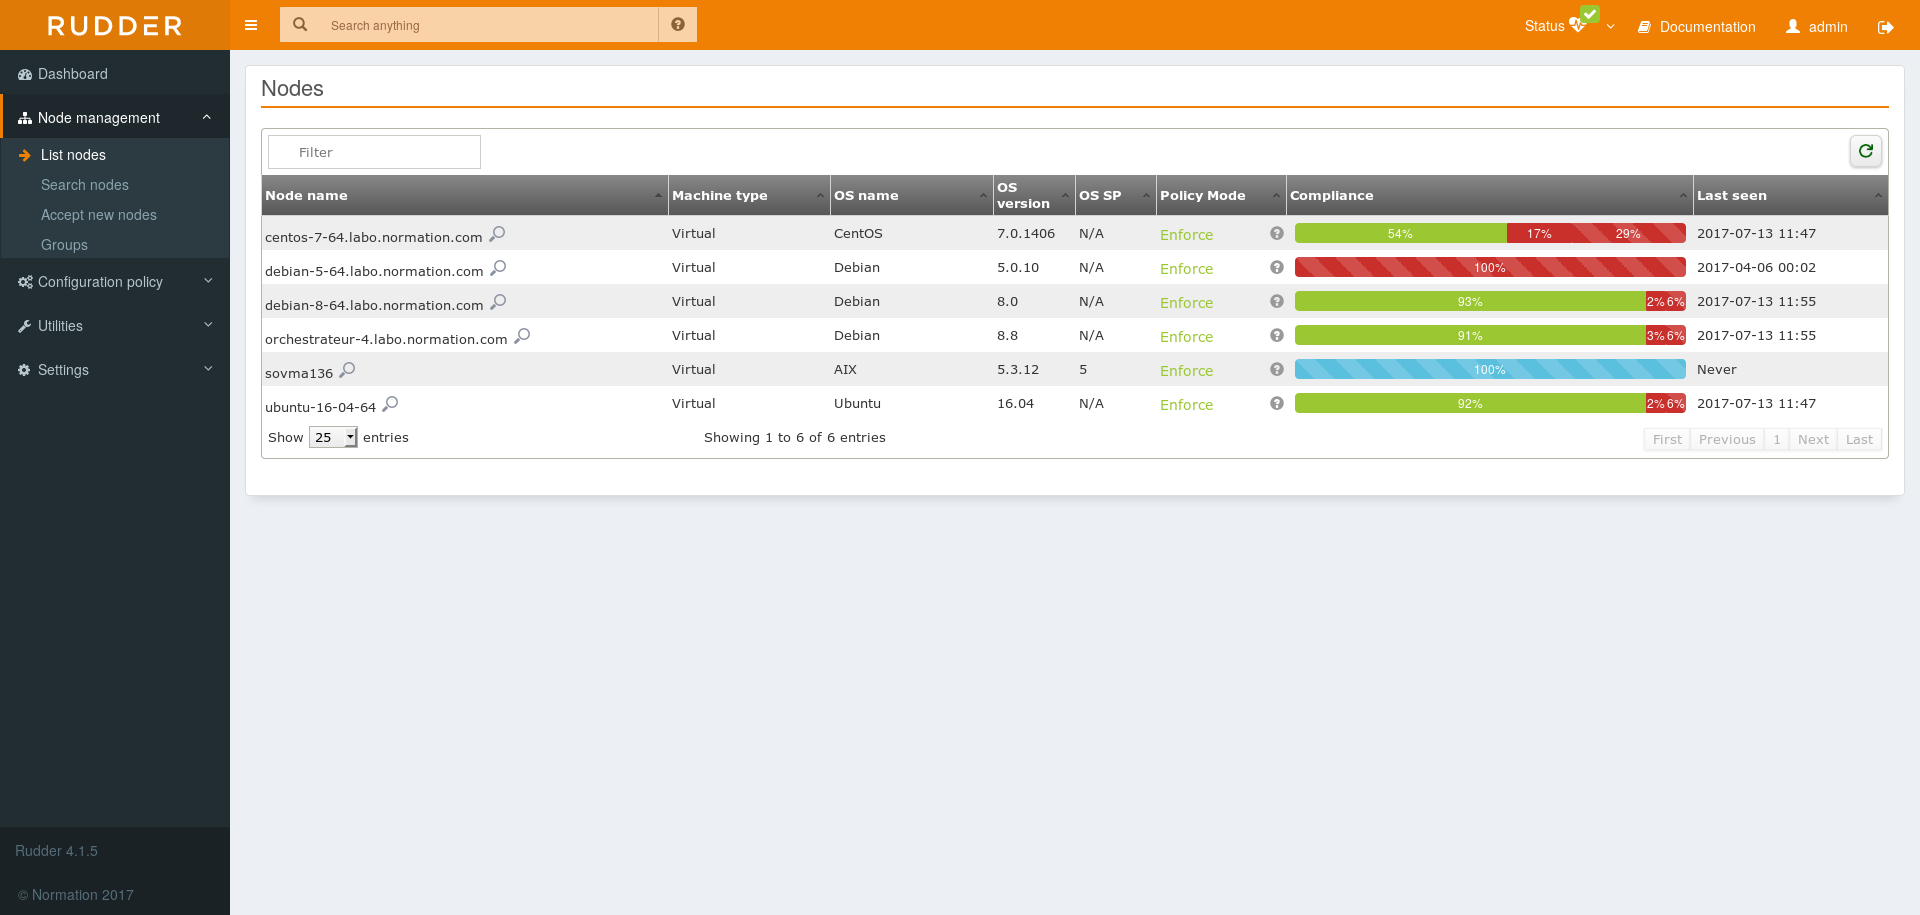 RUDDER
Search anything
Status
Documentation
admin
Dashboard
Node management
List nodes
Search nodes
Accept new nodes
Groups
Configuration policy
Utilities
Settings
Rudder 4.1.5
© Normation 2017
Nodes
Filter
Node name Machine type OS name OS version OS SP Policy Mode Compliance Last seen
centos-7-64.labo.normation.com Virtual CentOS 7.0.1406 N/A Enforce 54% 17% 29% 2017-07-13 11:47
debian-5-64.labo.normation.com Virtual Debian 5.0.10 N/A Enforce 100% 2017-04-06 00:02
debian-8-64.labo.normation.com Virtual Debian 8.0 N/A Enforce 93% 2% 6% 2017-07-13 11:55
orchestrateur-4.labo.normation.com Virtual Debian 8.8 N/A Enforce 91% 3% 6% 2017-07-13 11:55
sovma136 Virtual AIX 5.3.12 5 Enforce 100% Never
ubuntu-16-04-64 Virtual Ubuntu 16.04 N/A Enforce 92% 2% 6% 2017-07-13 11:47
Show 25 entries Showing 1 to 6 of 6 entries First Previous 1 Next Last